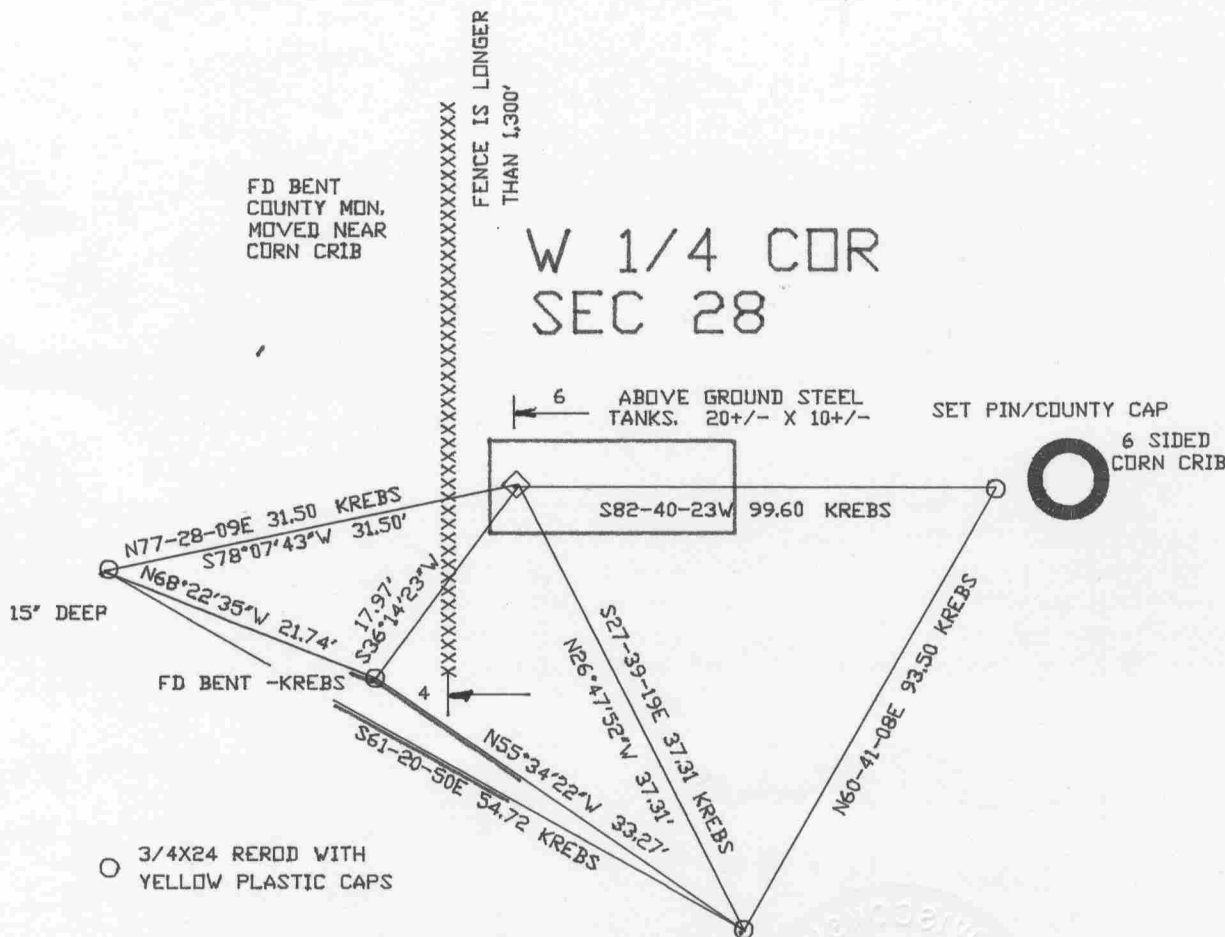 FENCE IS LONGER
THAN 1,300'
FD BENT
COUNTY MON,
MOVED NEAR
CORN CRIB
W 1/4 COR
SEC 28
6
ABOVE GROUND STEEL
TANKS. 20+/- X 10+/-
SET PIN/COUNTY CAP
6 SIDED
CORN CRIB
S82-40-23W 99.60 KREBS
N77-28-09E 31.50 KREBS
S78°07'43"W 31.50'
N68°22'35"W 21.74'
15" DEEP
17.97'
S36°14'23"W
FD BENT -KREBS
4
S27-39-19E 37.31 KREBS
N26°47'52"W 37.31'
N60-41-08E 93.50 KREBS
N55°34'22"W 33.27'
S61-20-50E 54.72 KREBS
3/4X24 REROD WITH
YELLOW PLASTIC CAPS